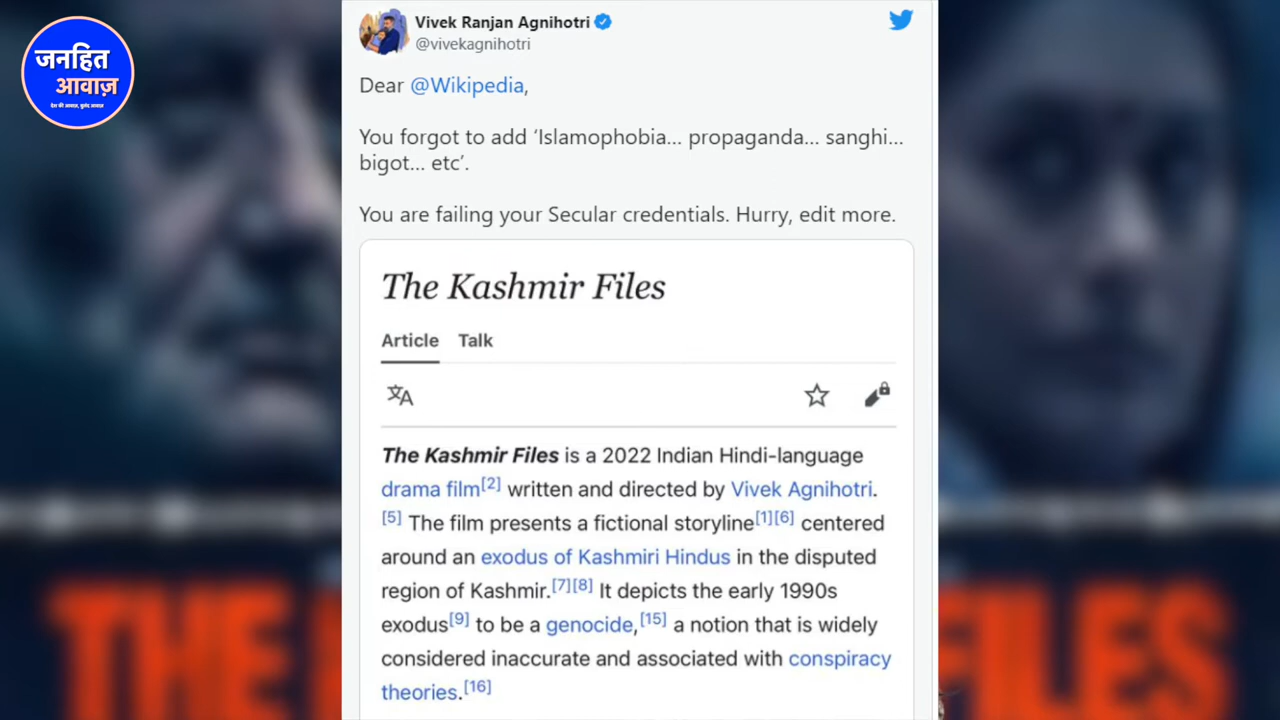 जनहित
आवाज़
देश की आवाज़, बुलंद आवाज़
Vivek Ranjan Agnihotri
@vivekagnihotri
Dear @Wikipedia,
You forgot to add ‘Islamophobia... propaganda... sanghi...
bigot... etc’.
You are failing your Secular credentials. Hurry, edit more.
The Kashmir Files
Article Talk
The Kashmir Files is a 2022 Indian Hindi-language
drama film[2] written and directed by Vivek Agnihotri.
[5] The film presents a fictional storyline[1][6] centered
around an exodus of Kashmiri Hindus in the disputed
region of Kashmir.[7][8] It depicts the early 1990s
exodus[9] to be a genocide,[15] a notion that is widely
considered inaccurate and associated with conspiracy
theories.[16]
THE
FILES